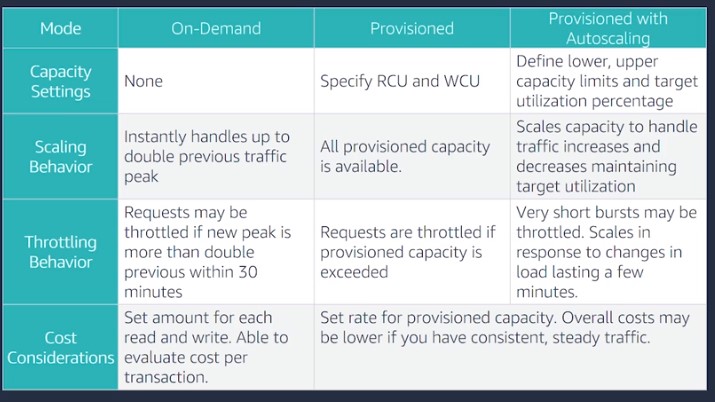 Mode
On-Demand
Provisioned
Provisioned with
Autoscaling
Capacity
Settings
None
Specify RCU and WCU
Define lower, upper
capacity limits and target
utilization percentage
Scaling
Behavior
Instantly handles up to
double previous traffic
peak
All provisioned capacity
is available.
Scales capacity to handle
traffic increases and
decreases maintaining
target utilization
Throttling
Behavior
Requests may be
throttled if new peak is
more than double
previous within 30
minutes
Requests are throttled if
provisioned capacity is
exceeded
Very short bursts may be
throttled. Scales in
response to changes in
load lasting a few
minutes.
Cost
Considerations
Set amount for each
read and write. Able to
evaluate cost per
transaction.
Set rate for provisioned capacity. Overall costs may
be lower if you have consistent, steady traffic.